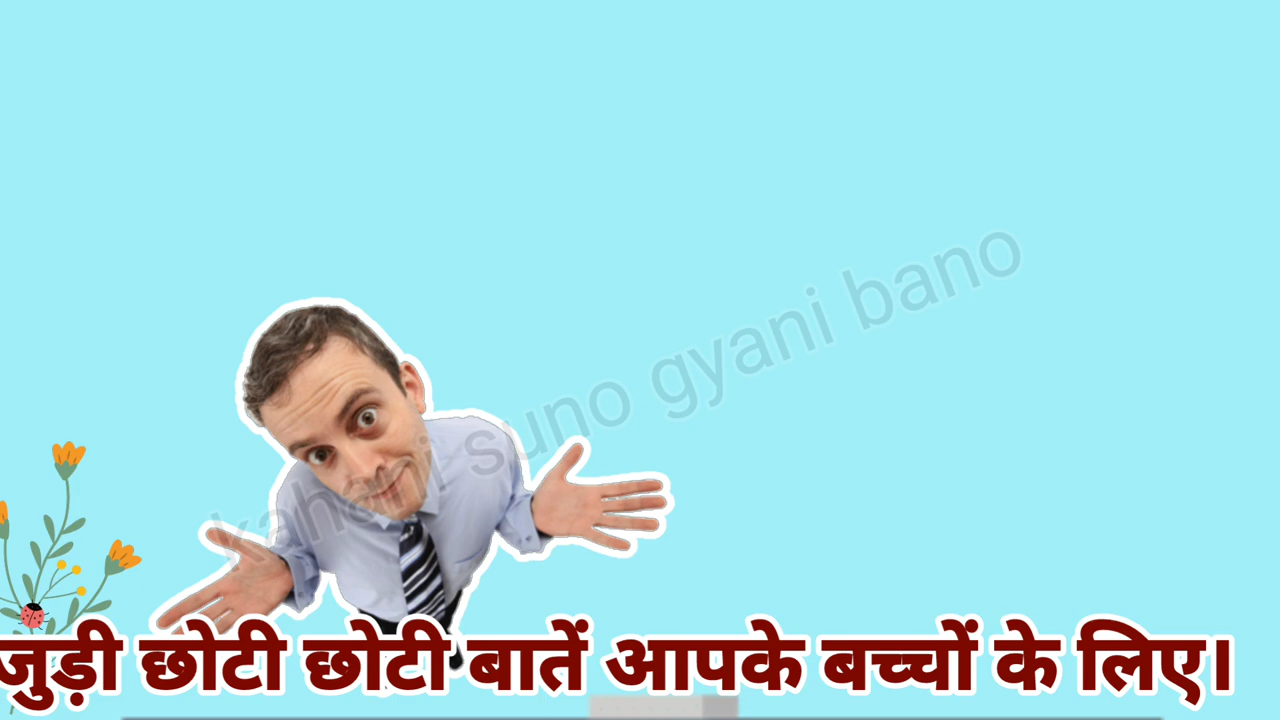 kahani suno gyani bano
जुड़ी छोटी छोटी बातें आपके बच्चों के लिए।